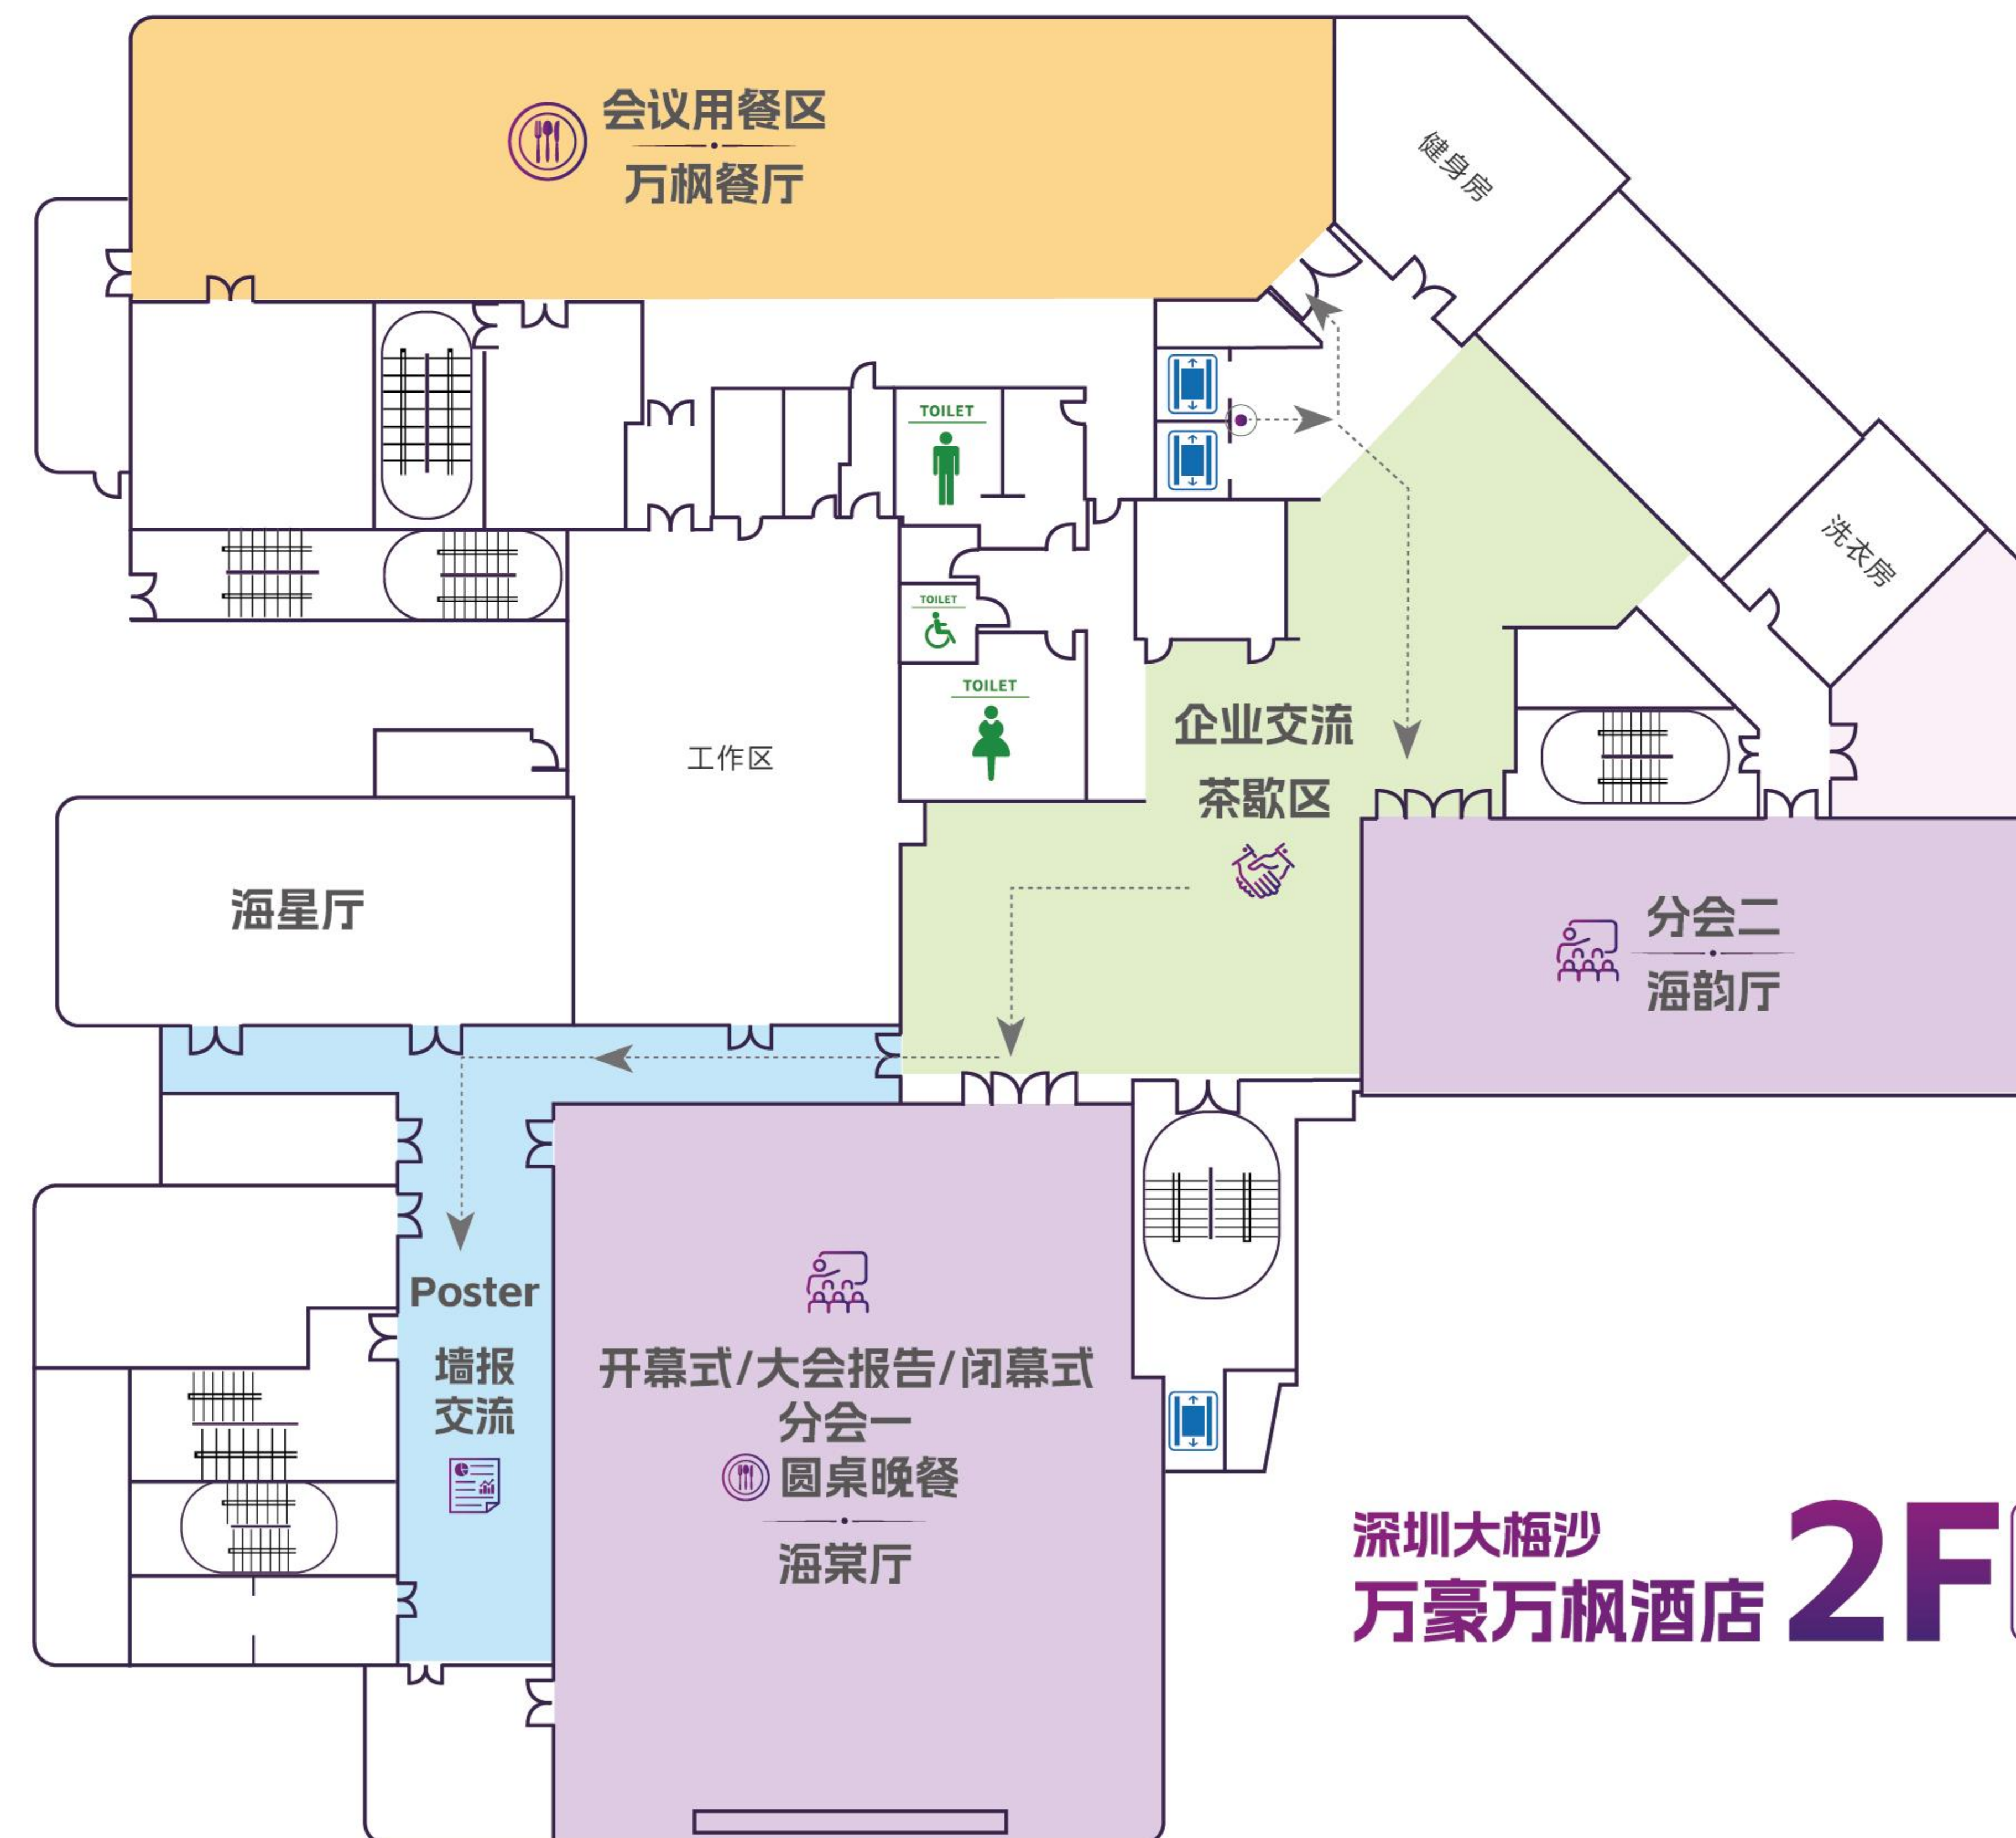 会议用餐区
万枫餐厅
健身房
TOILET
TOILET
TOILET
洗衣房
工作区
企业交流
茶歇区
海星厅
分会二
海韵厅
Poster
墙报
交流
开幕式/大会报告/闭幕式
分会一
圆桌晚餐
海棠厅
深圳大梅沙
万豪万枫酒店
2F